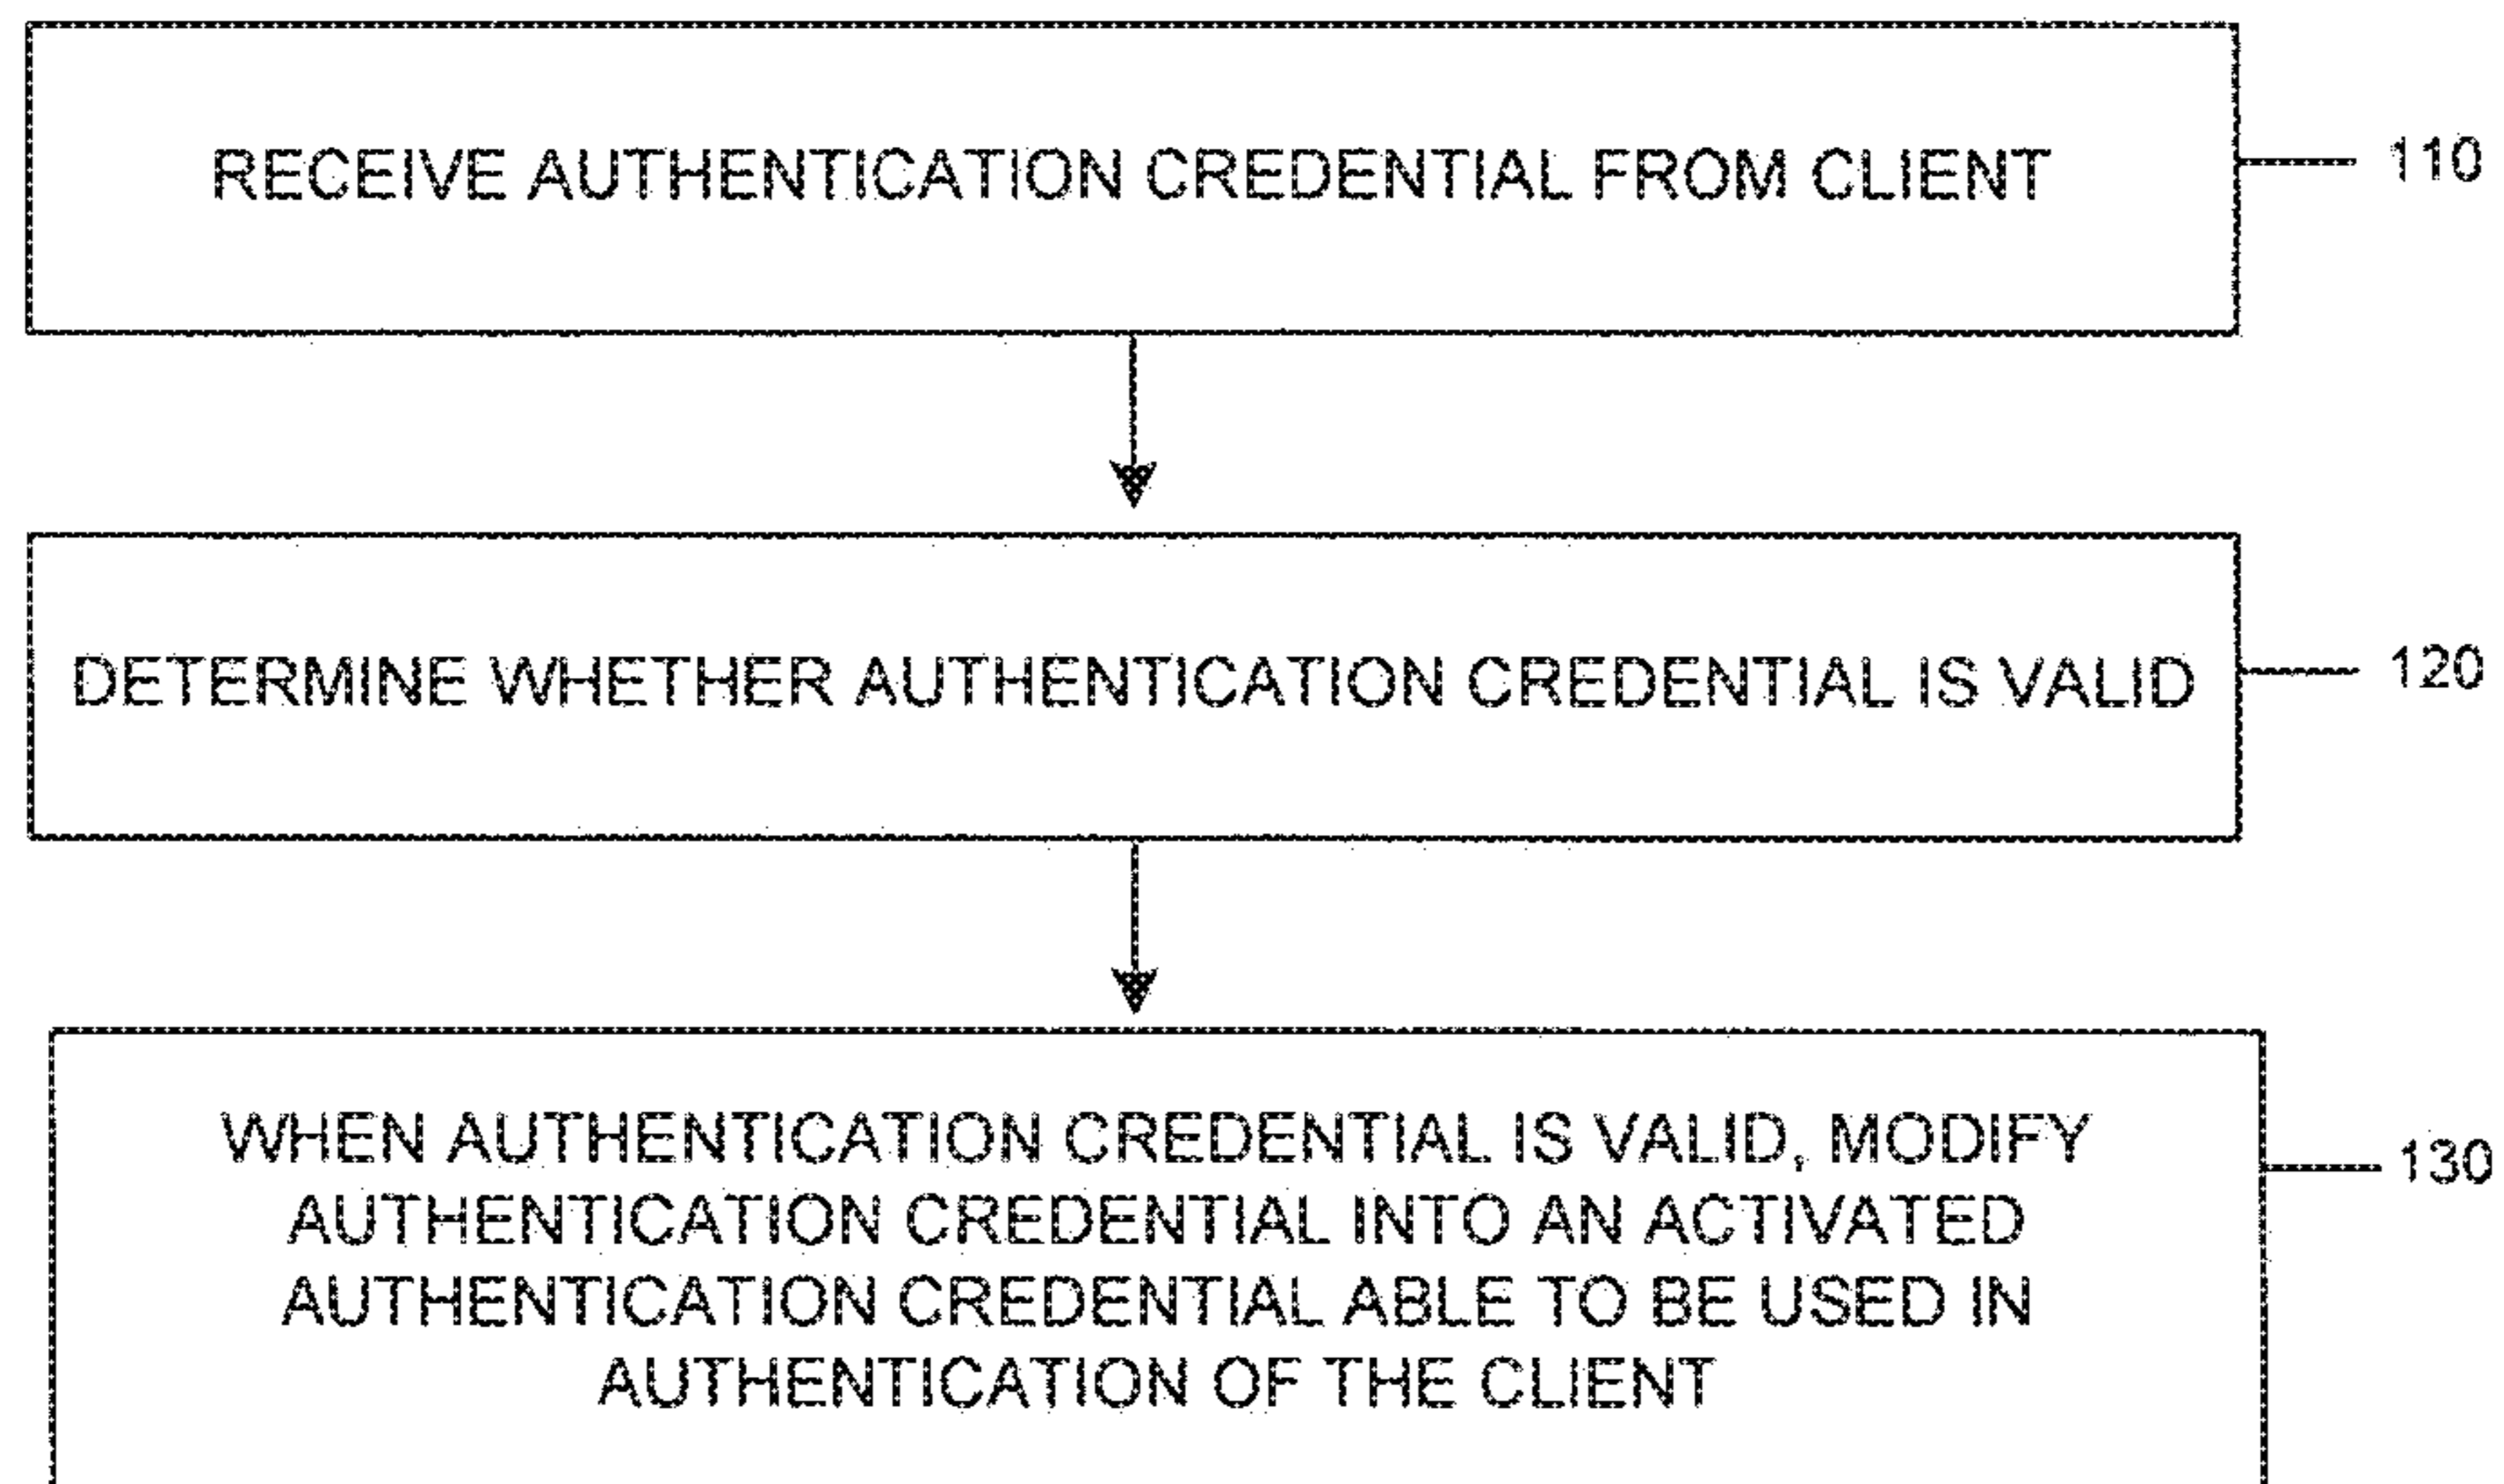 RECEIVE AUTHENTICATION CREDENTIAL FROM CLIENT
110
DETERMINE WHETHER AUTHENTICATION CREDENTIAL IS VALID
120
WHEN AUTHENTICATION CREDENTIAL IS VALID, MODIFY
AUTHENTICATION CREDENTIAL INTO AN ACTIVATED
AUTHENTICATION CREDENTIAL ABLE TO BE USED IN
AUTHENTICATION OF THE CLIENT
130